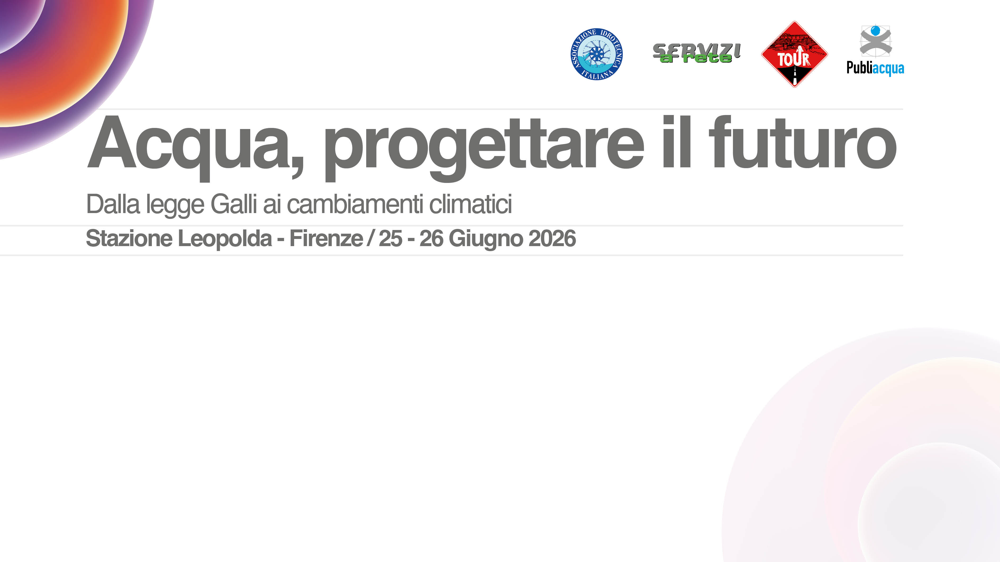 ASSOCIAZIONE IDROTECNICA ITALIANA
SERVIZI
a rete
TOUR
Publiacqua
Acqua, progettare il futuro
Dalla legge Galli ai cambiamenti climatici
Stazione Leopolda - Firenze / 25 - 26 Giugno 2026